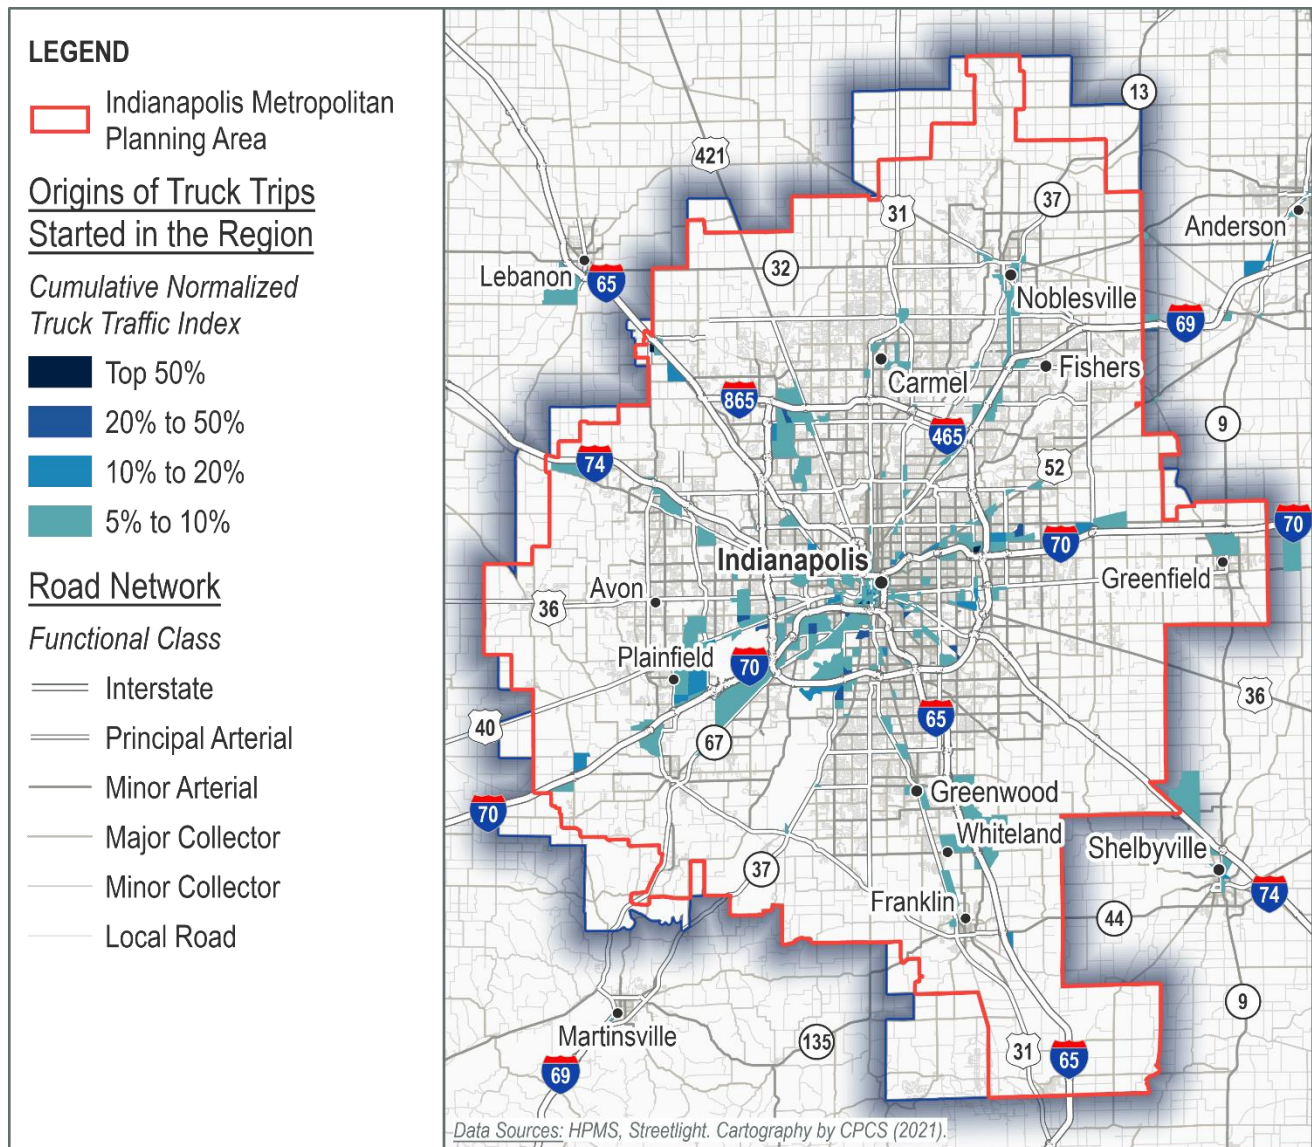 LEGEND
Indianapolis Metropolitan
Planning Area
Origins of Truck Trips
Started in the Region
Cumulative Normalized
Truck Traffic Index
Top 50%
20% to 50%
10% to 20%
5% to 10%
Road Network
Functional Class
Interstate
Principal Arterial
Minor Arterial
Major Collector
Minor Collector
Local Road
13
421
37
31
Anderson
32
Lebanon
65
Noblesville
69
Carmel
Fishers
865
9
465
74
52
70
70
Indianapolis
Greenfield
Avon
36
Plainfield
70
36
40
65
67
70
Greenwood
Whiteland
Shelbyville
37
74
Franklin
44
9
Martinsville
135
31
65
69
Data Sources: HPMS, Streetlight. Cartography by CPCS (2021).